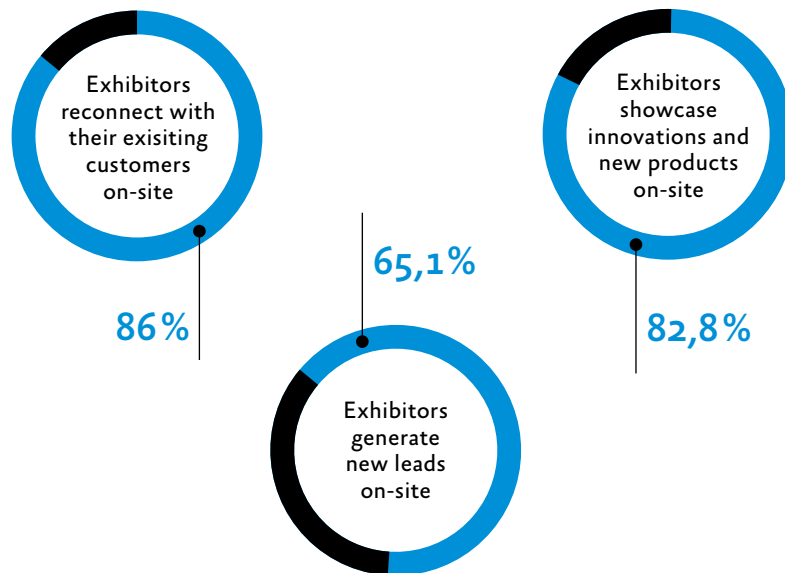 Exhibitors
reconnect with
their exisiting
customers
on-site
86%
Exhibitors
showcase
innovations and
new products
on-site
82,8%
65,1%
Exhibitors
generate
new leads
on-site